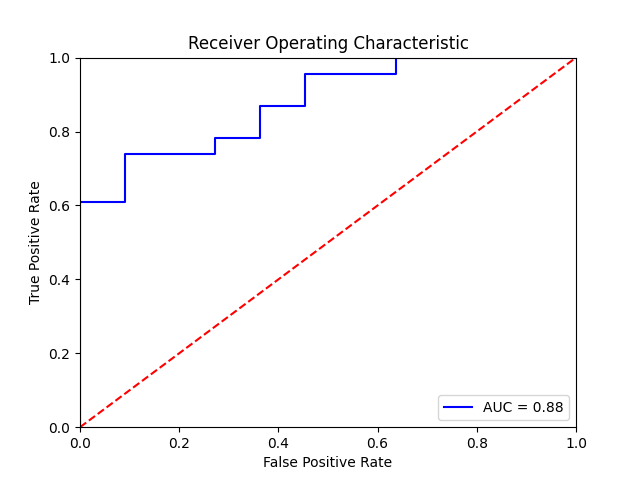 Receiver Operating Characteristic
1.0
0.8
0.6
0.4
0.2
0.0
True Positive Rate
AUC = 0.88
0.0 0.2 0.4 0.6 0.8 1.0
False Positive Rate